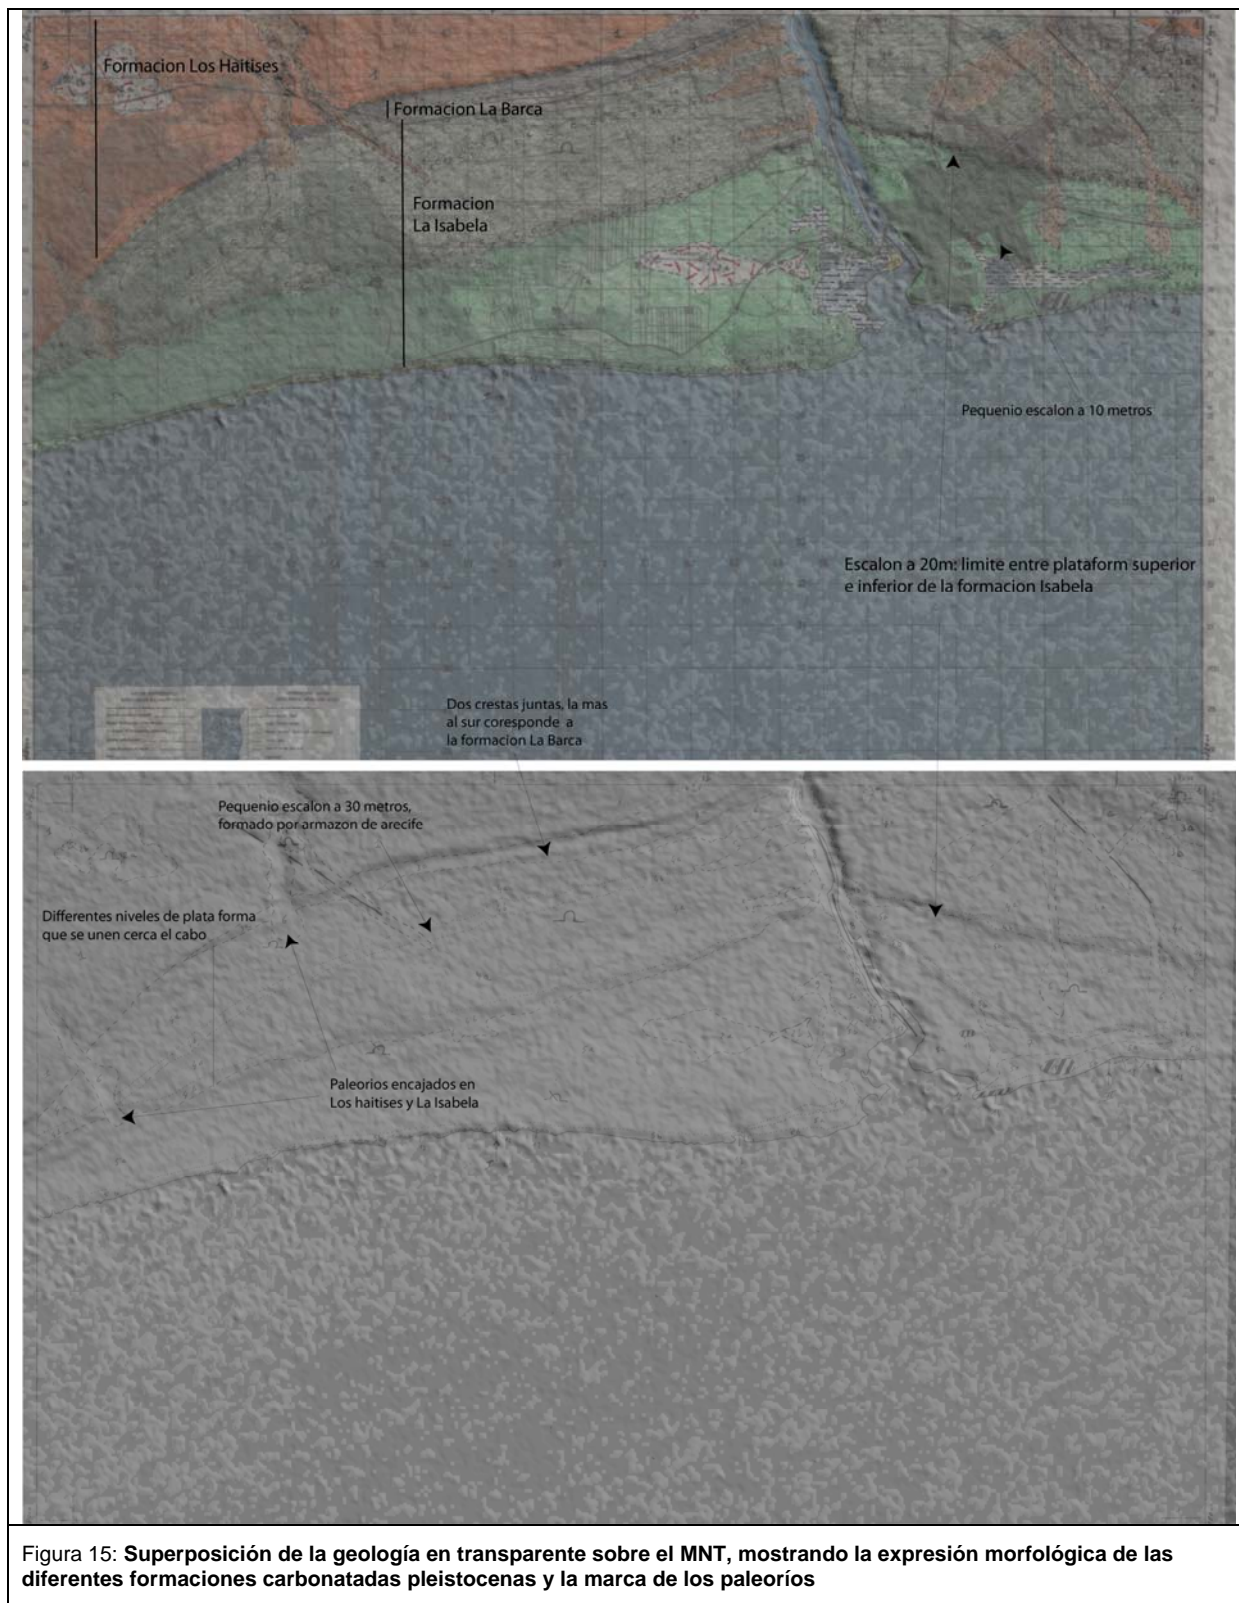 Formacion Los Haitises
Formacion La Barca
Formacion
La Isabela
Pequenio escalon a 10 metros
Escalon a 20m: limite entre plataform superior
e inferior de la formacion Isabela
Dos crestas juntas, la mas
al sur coresponde a
la formacion La Barca
Pequenio escalon a 30 metros,
formado por armazon de arecife
Differentes niveles de plata forma
que se unen cerca el cabo
Paleorios encajados en
Los haitises y La Isabela
Figura 15: Superposición de la geología en transparente sobre el MNT, mostrando la expresión morfológica de las
diferentes formaciones carbonatadas pleistocenas y la marca de los paleoríos